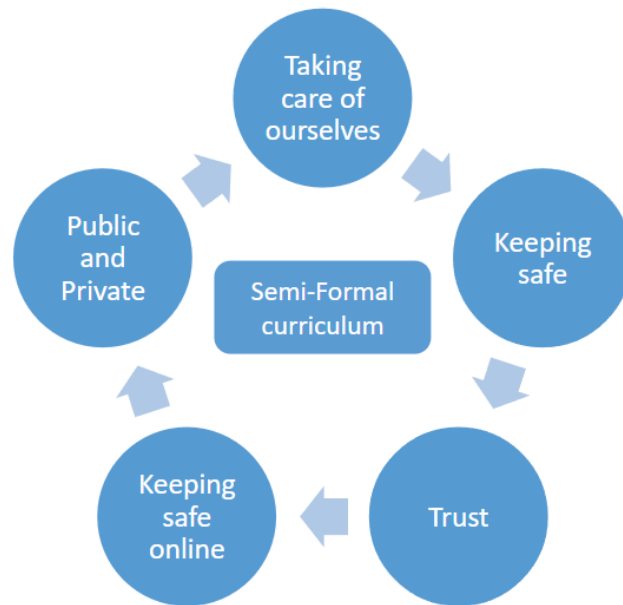 Taking
care of
ourselves
Keeping
safe
Trust
Keeping
safe
online
Public
and
Private
Semi-Formal
curriculum